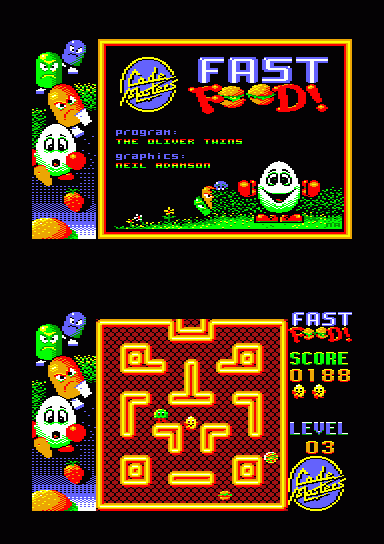 Code
Masters
FAST
FOOD!
program:
THE OLIVER TWINS
graphics:
NEIL ADAMSON
FAST
FOOD!
SCORE
0188
LEVEL
03
Code
Masters